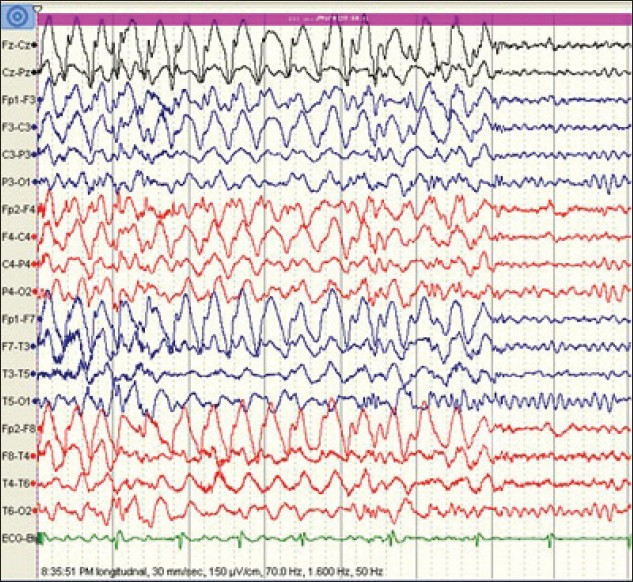 Fz-Cz
Cz-Pz
Fp1-F3
F3-C3
C3-P3
P3-O1
Fp2-F4
F4-C4
C4-P4
P4-O2
Fp1-F7
F7-T3
T3-T5
T5-O1
Fp2-F8
F8-T4
T4-T6
T6-O2
8:35:51 PM longitudnal, 30 mm/sec, 150 µV/cm, 70.0 Hz, 1.600 Hz, 50 Hz